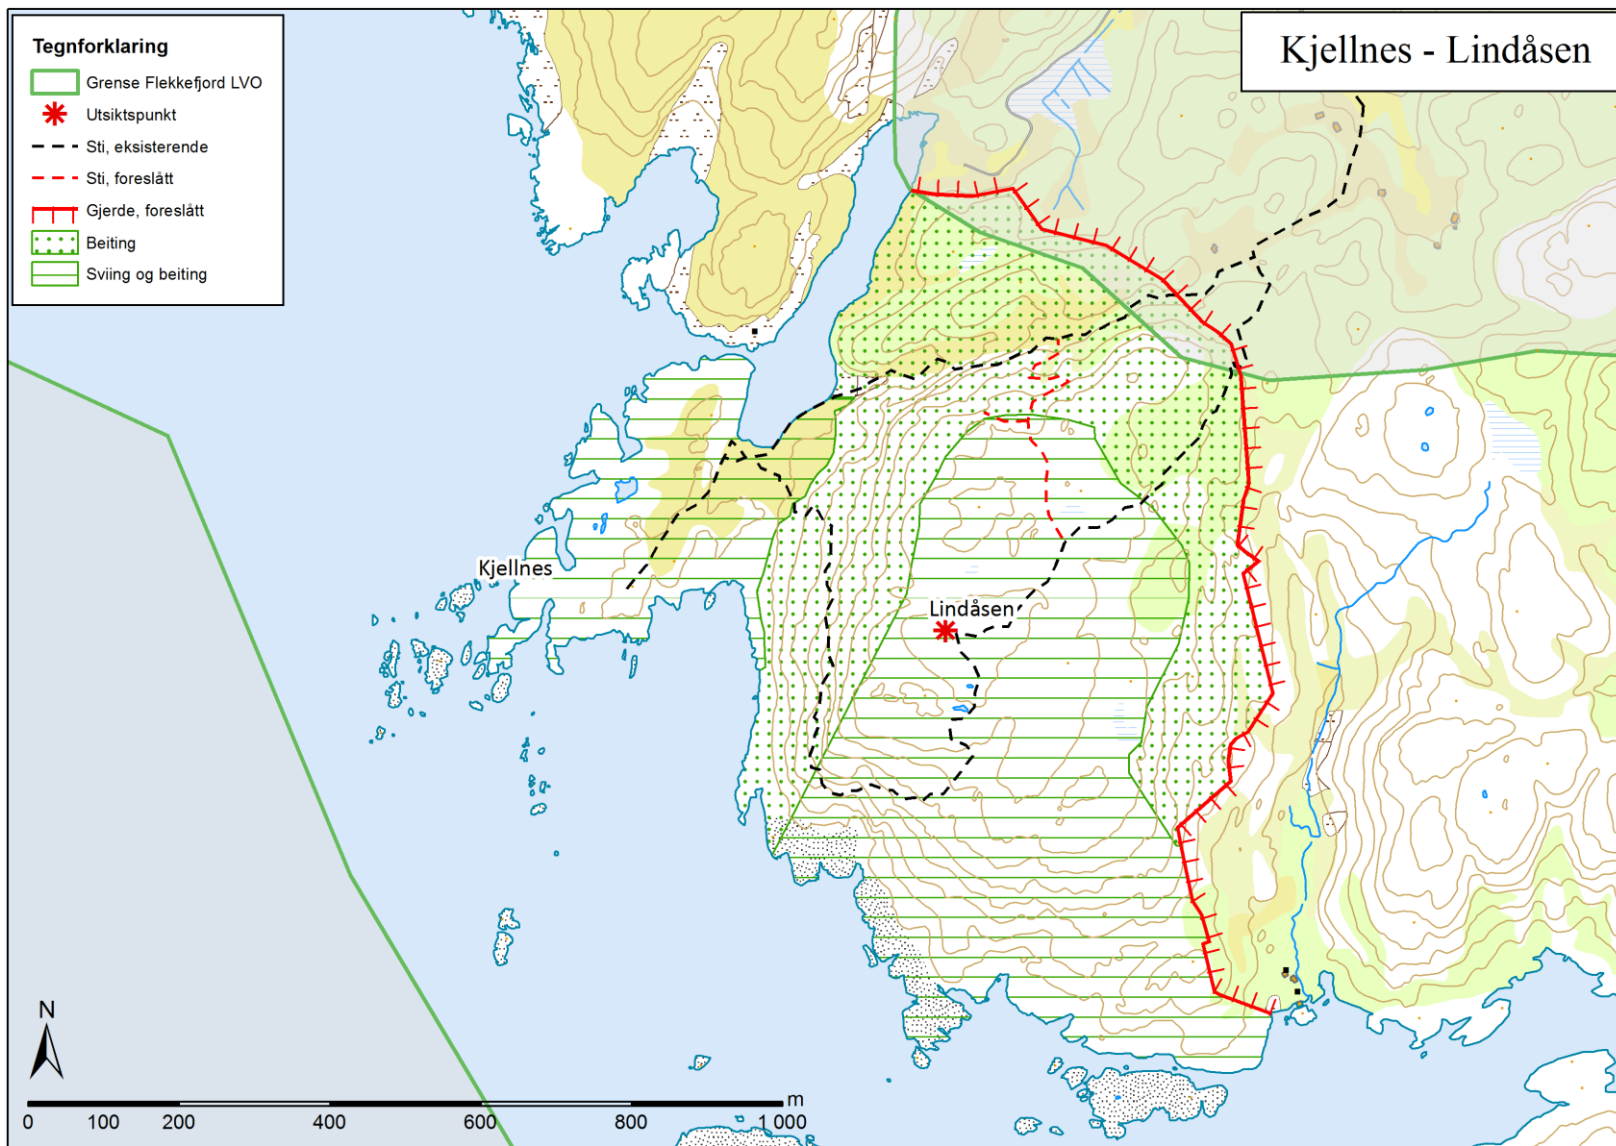 Kjellnes - Lindåsen
Tegnforklaring
Grense Flekkefjord LVO
Utsiktspunkt
Sti, eksisterende
Sti, foreslått
Gjerde, foreslått
Beiting
Sviing og beiting
Kjellnes
Lindåsen
N
m
0 100 200 400 600 800 1 000